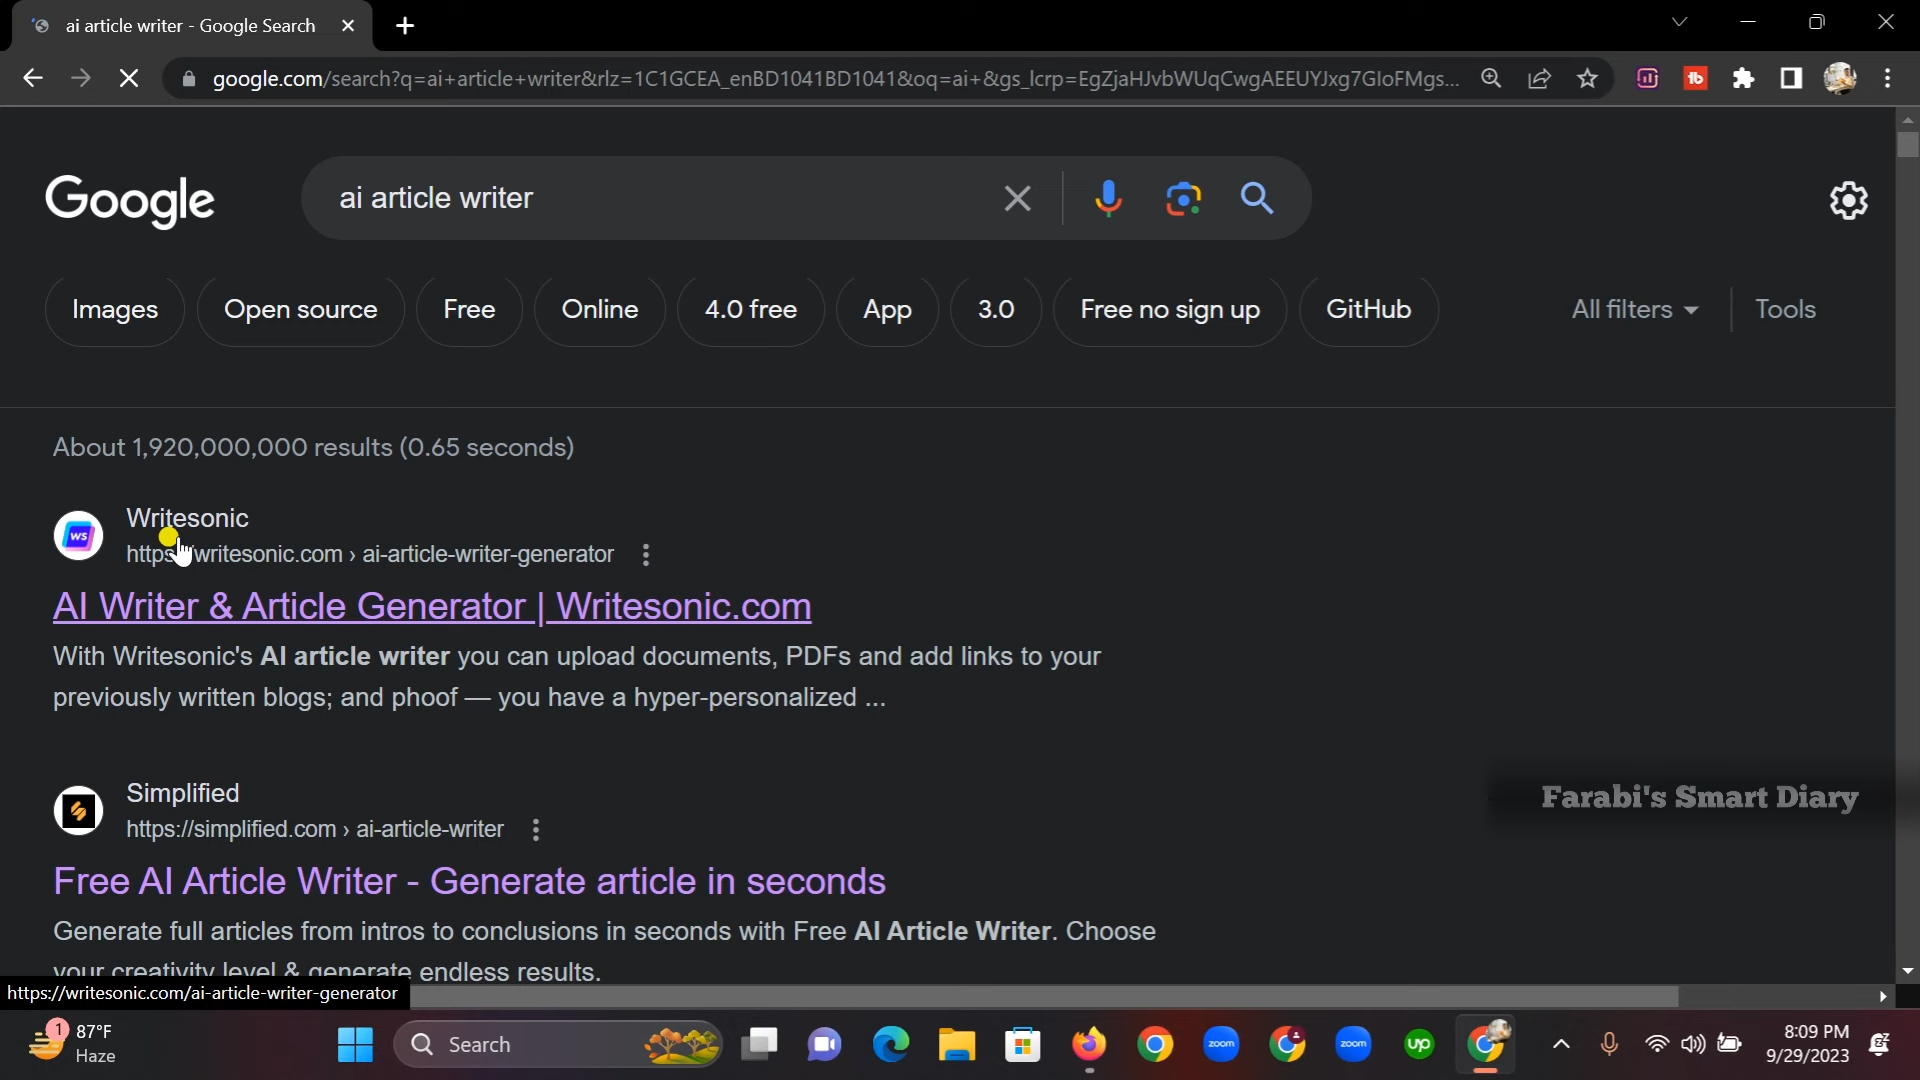 ai article writer - Google Search
google.com/search?q=ai+article+writer&rlz=1C1GCEA_enBD1041BD1041&oq=ai+&gs_lcrp=EgZjaHJvbWUqCwgAEEUYJxg7GIoFMgs...
Google
ai article writer
Images
Open source
Free
Online
4.0 free
App
3.0
Free no sign up
GitHub
All filters
Tools
About 1,920,000,000 results (0.65 seconds)
WS
Writesonic
https://writesonic.com › ai-article-writer-generator
AI Writer & Article Generator | Writesonic.com
With Writesonic's AI article writer you can upload documents, PDFs and add links to your
previously written blogs; and phoof — you have a hyper-personalized ...
Simplified
https://simplified.com › ai-article-writer
Farabi's Smart Diary
Free AI Article Writer - Generate article in seconds
Generate full articles from intros to conclusions in seconds with Free AI Article Writer. Choose
your creativity level & generate endless results.
https://writesonic.com/ai-article-writer-generator
1
87°F
Haze
Search
zoom
zoom
up
8:09 PM
9/29/2023